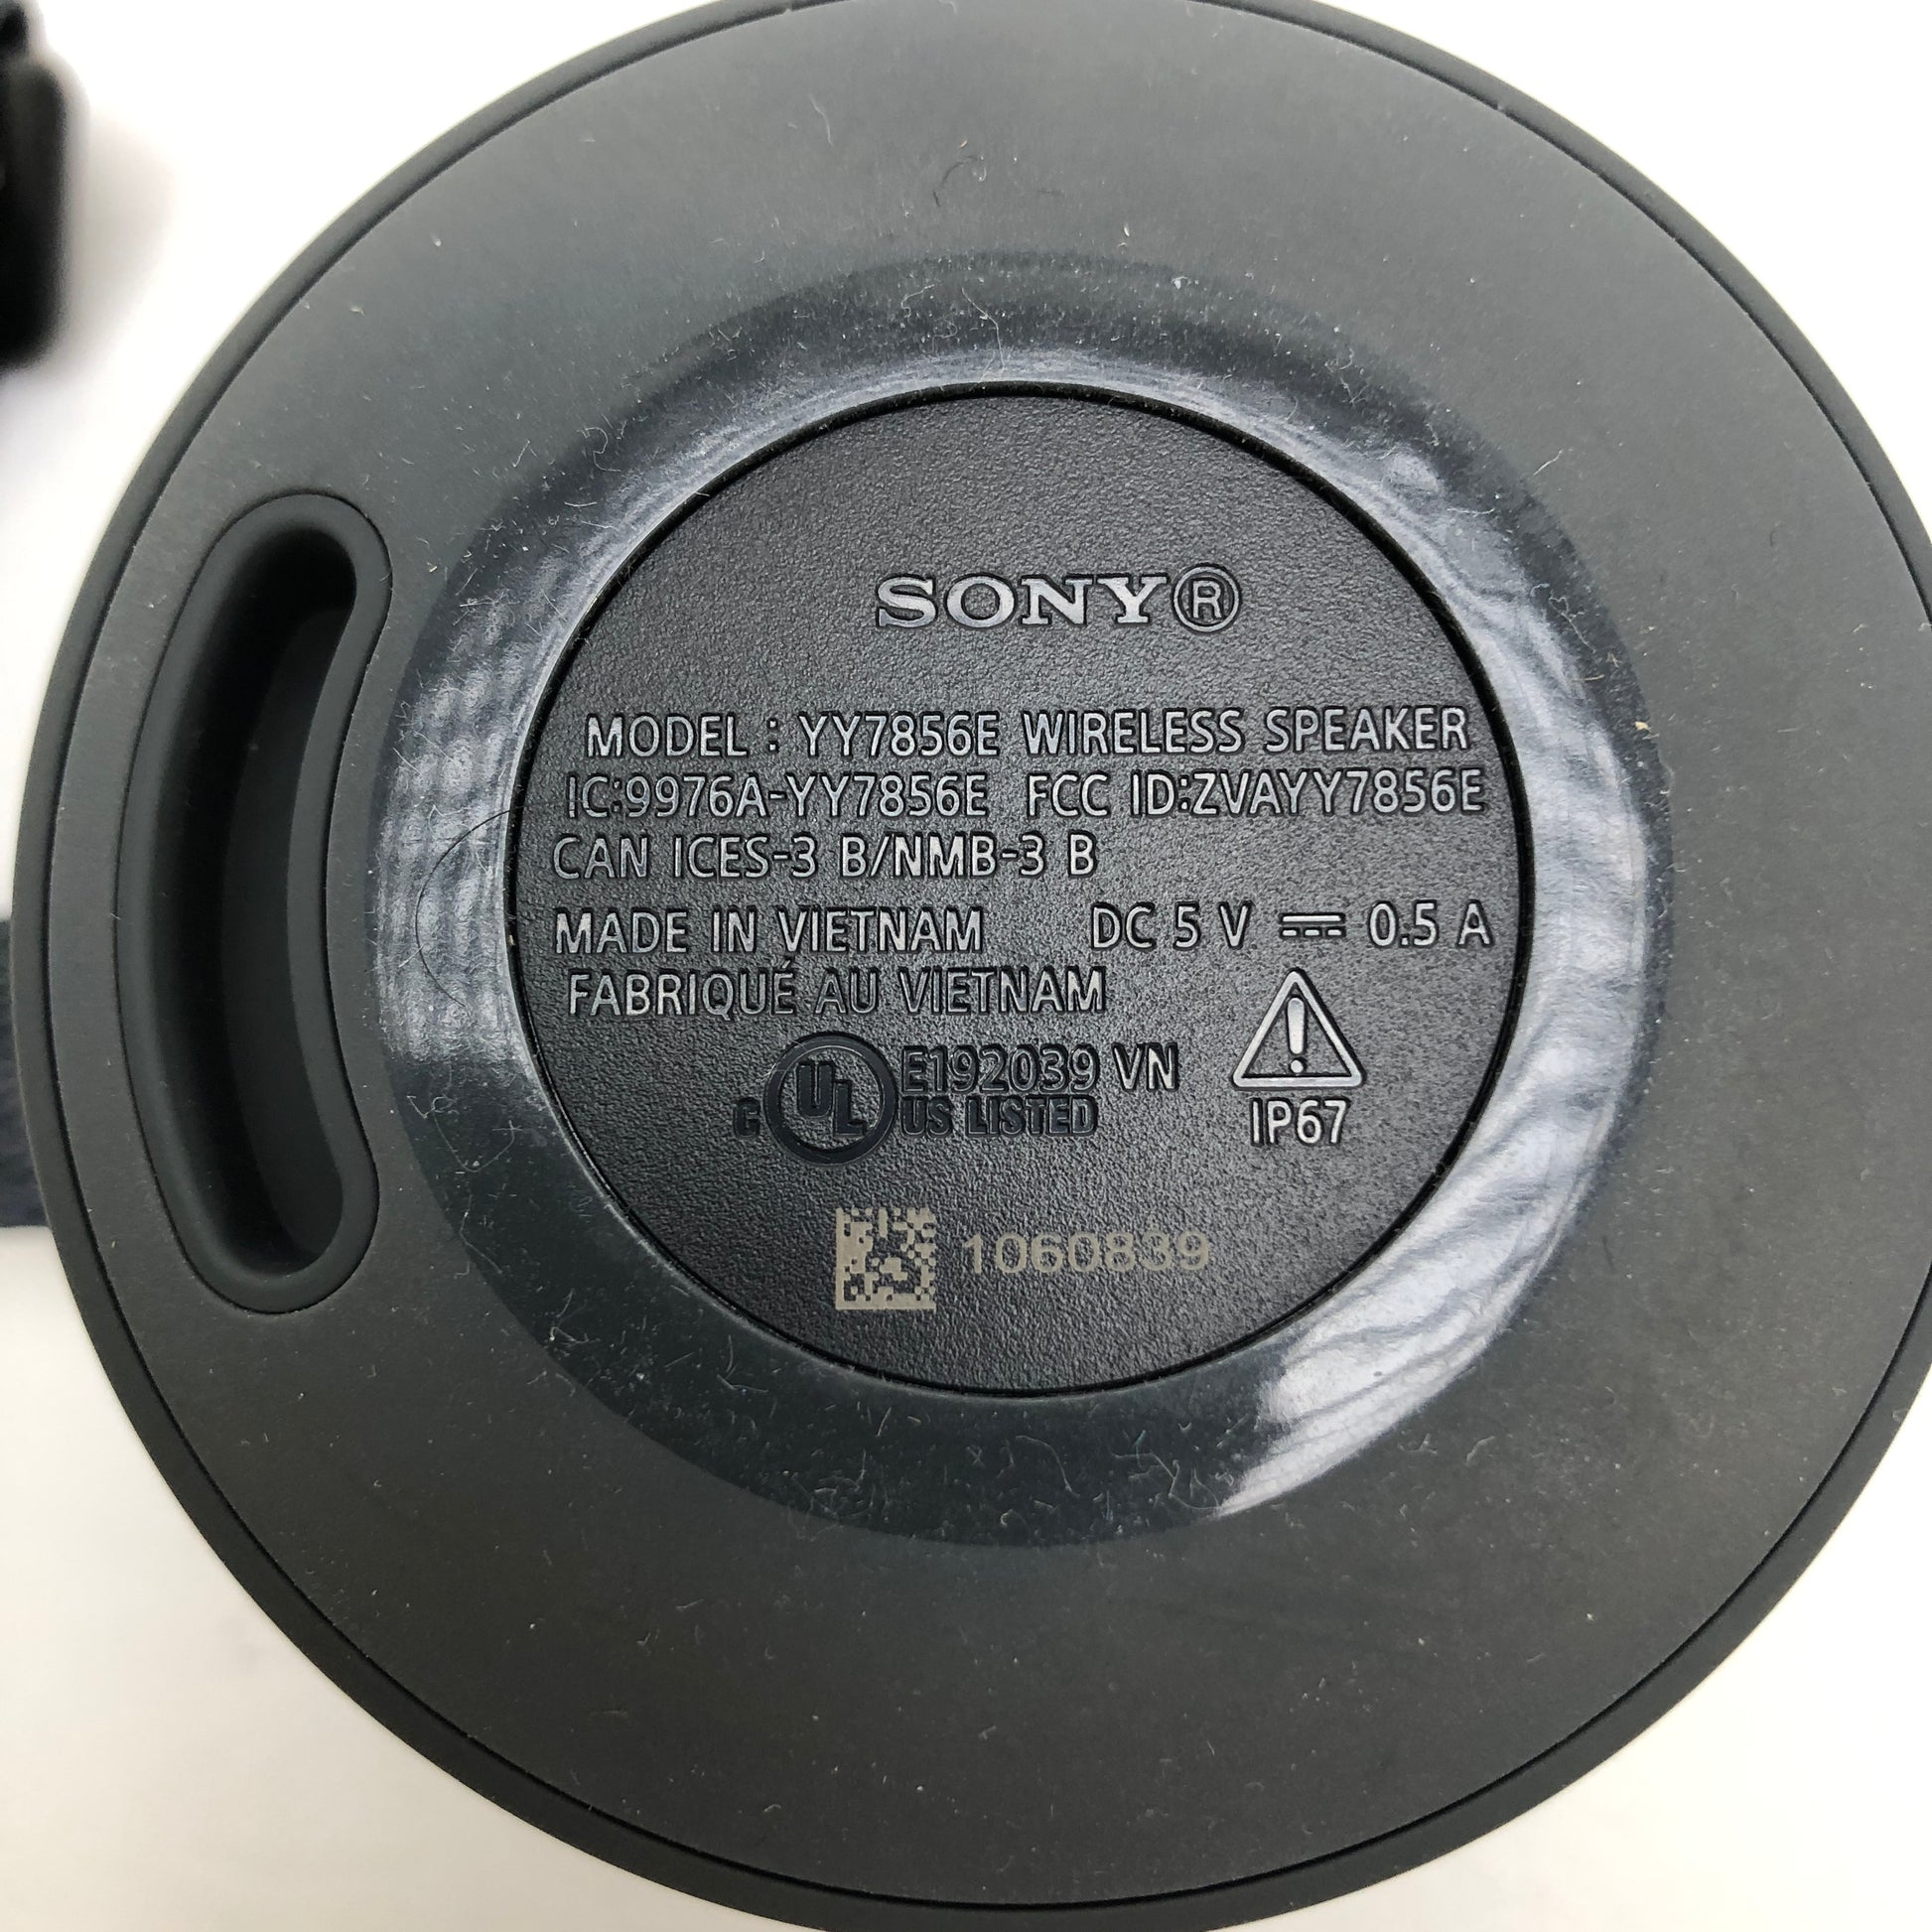 SONY®
MODEL : YY7856E WIRELESS SPEAKER
IC:9976A-YY7856E FCC ID:ZVAYY7856E
CAN ICES-3 B/NMB-3 B
MADE IN VIETNAM DC 5 V ⎓ 0.5 A
FABRIQUÉ AU VIETNAM
C UL E192039 VN
US LISTED
IP67
1060839